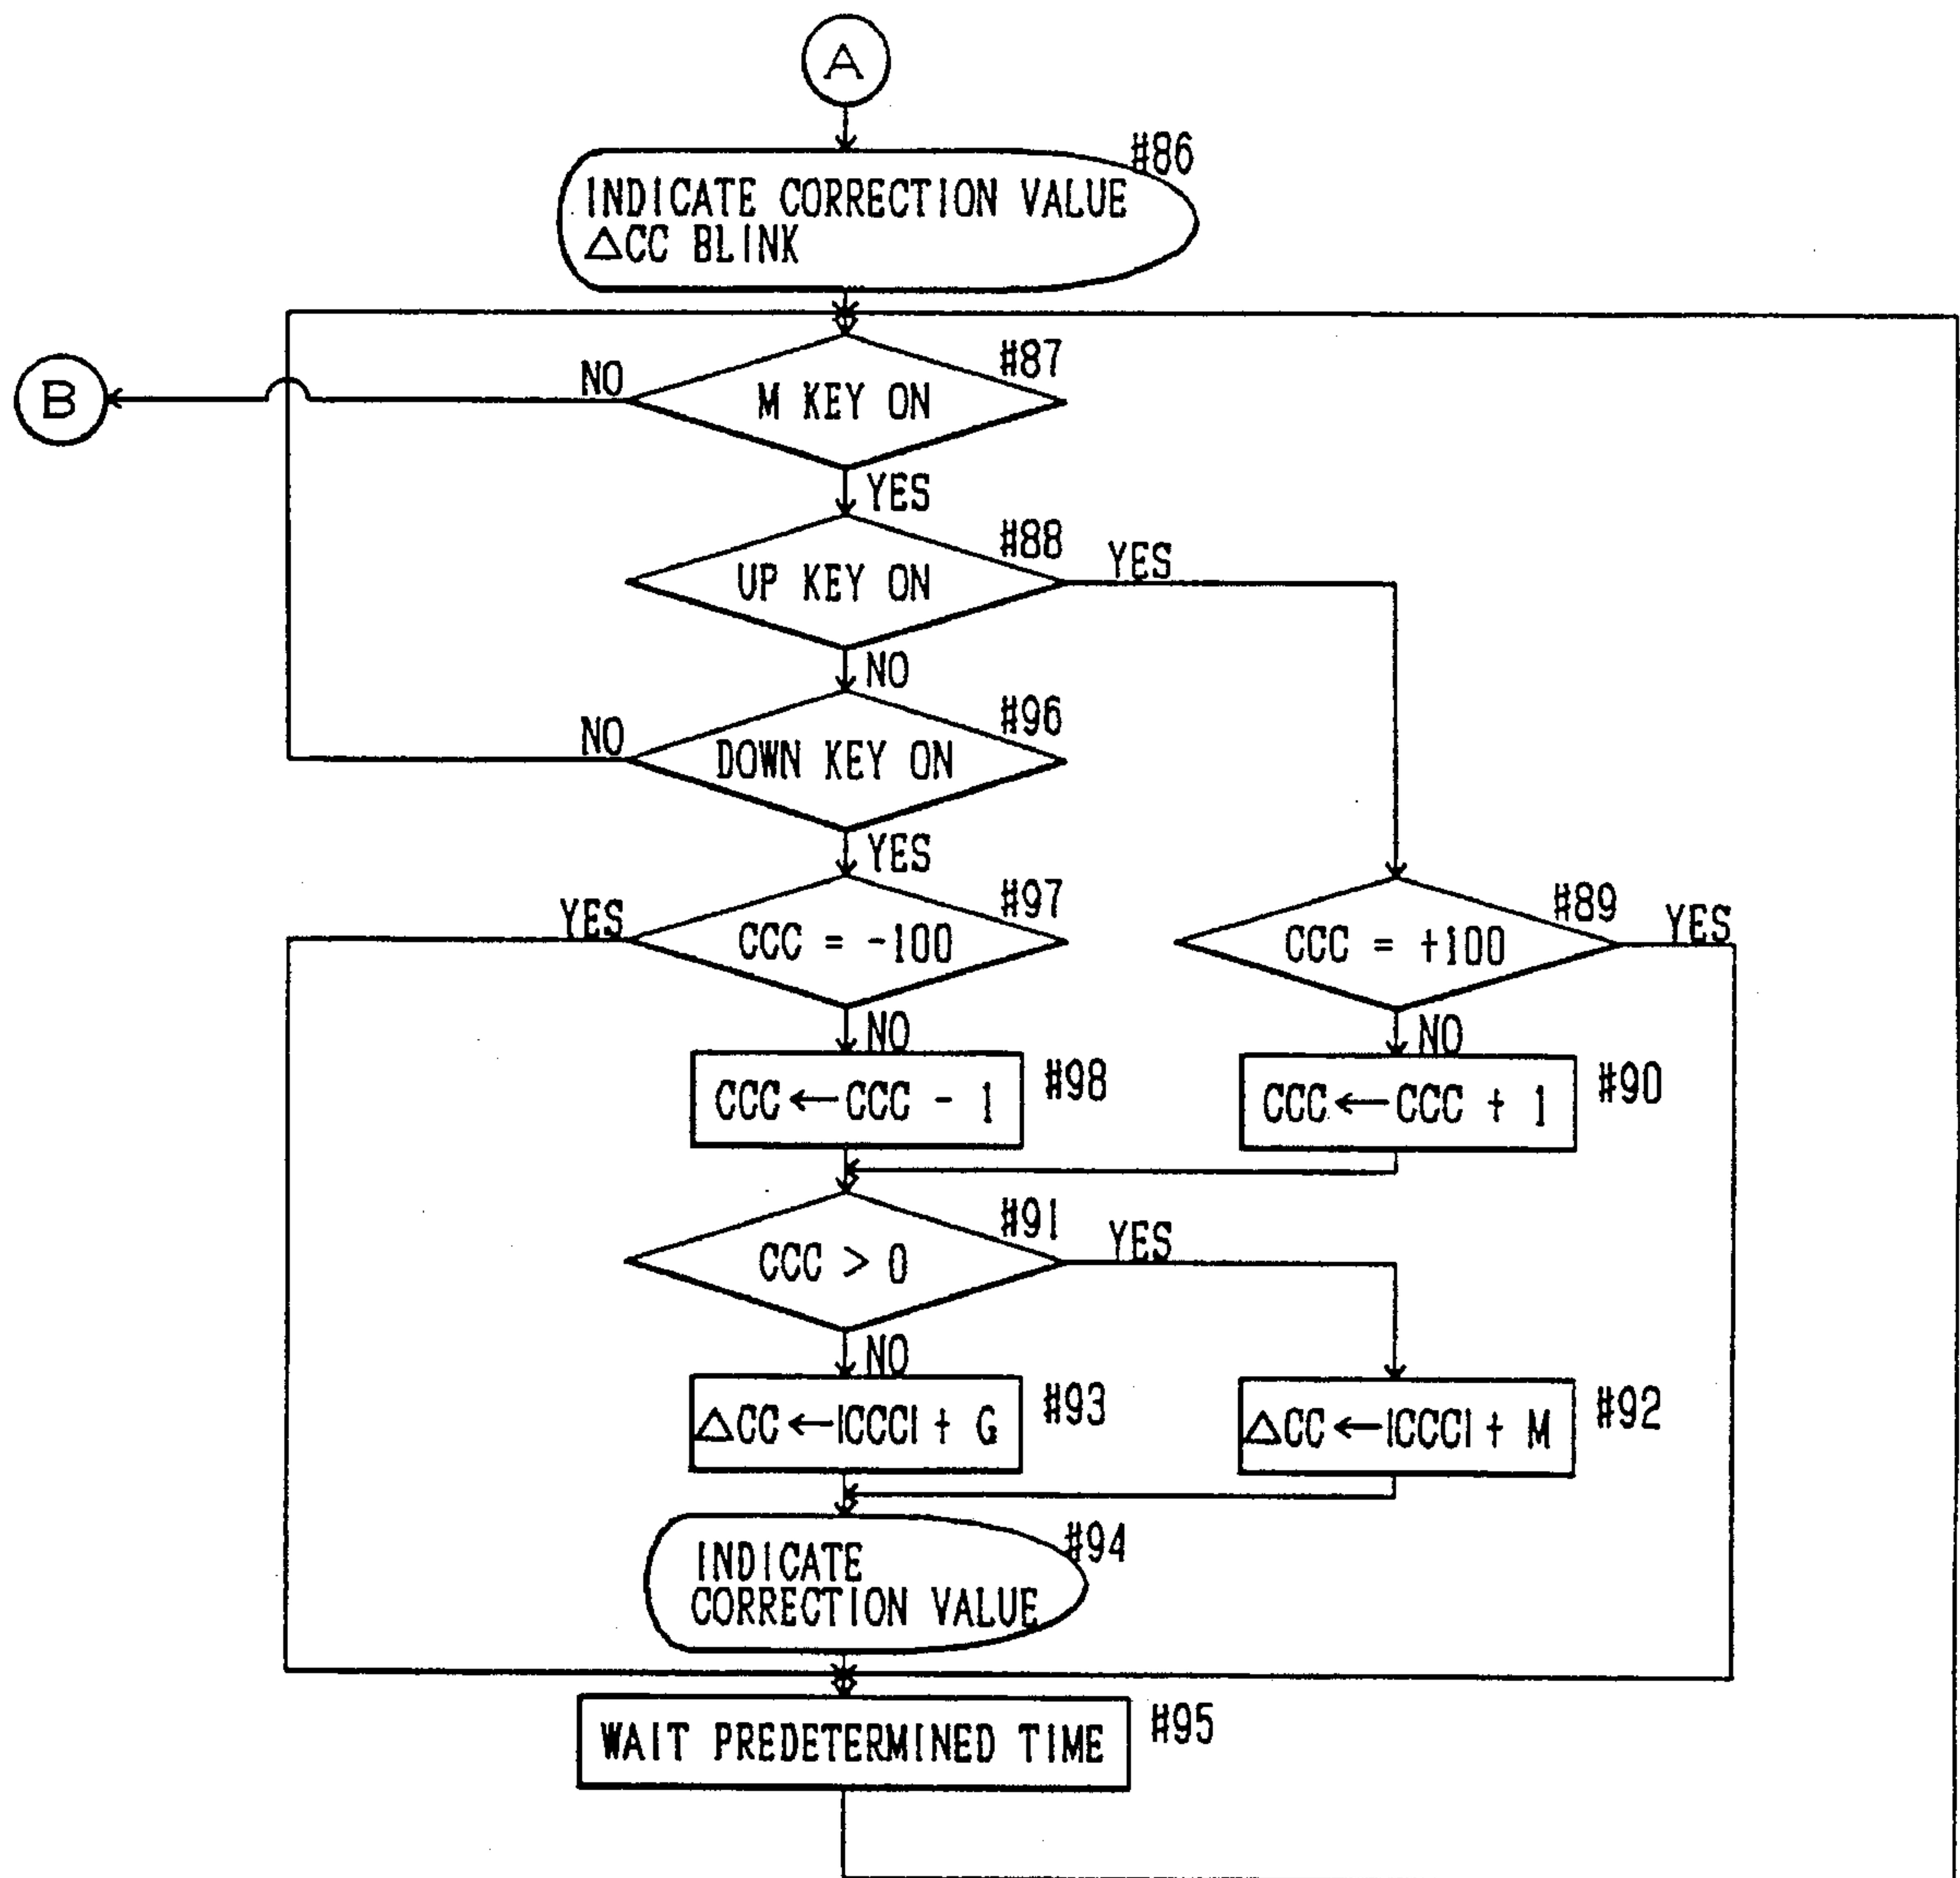 A
#86
INDICATE CORRECTION VALUE
△CC BLINK
#87
NO
M KEY ON
B
YES
#88
YES
UP KEY ON
NO
#96
NO
DOWN KEY ON
YES
#97
YES
CCC = -100
#89
YES
CCC = +100
NO
NO
CCC ← CCC - 1
#98
CCC ← CCC + 1
#90
#91
YES
CCC > 0
NO
△CC ← |CCC| + G
#93
△CC ← |CCC| + M
#92
#94
INDICATE
CORRECTION VALUE
WAIT PREDETERMINED TIME
#95